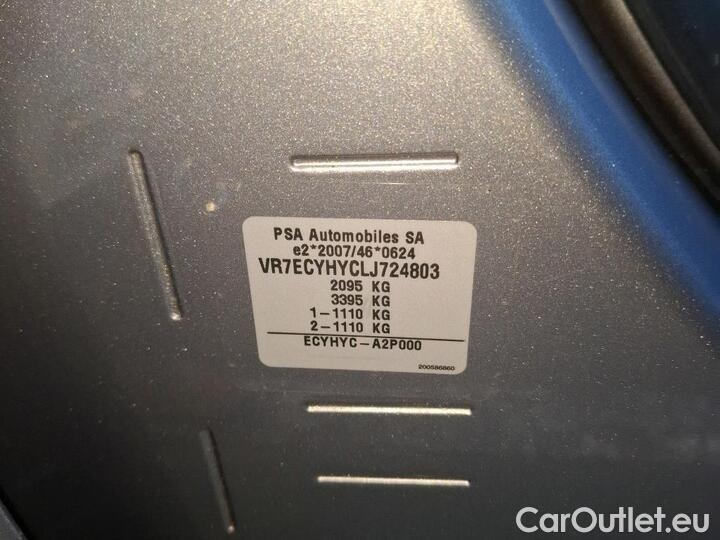 PSA Automobiles SA
e2*2007/46*0624
VR7ECYHYCLJ724803
2095 KG
3395 KG
1-1110 KG
2-1110 KG
ECYHYC-A2P000
200586860
CarOutlet.eu